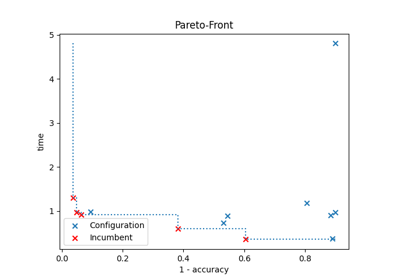 Pareto-Front
5
4
3
2
1
time
Configuration
Incumbent
0.0 0.2 0.4 0.6 0.8
1 - accuracy